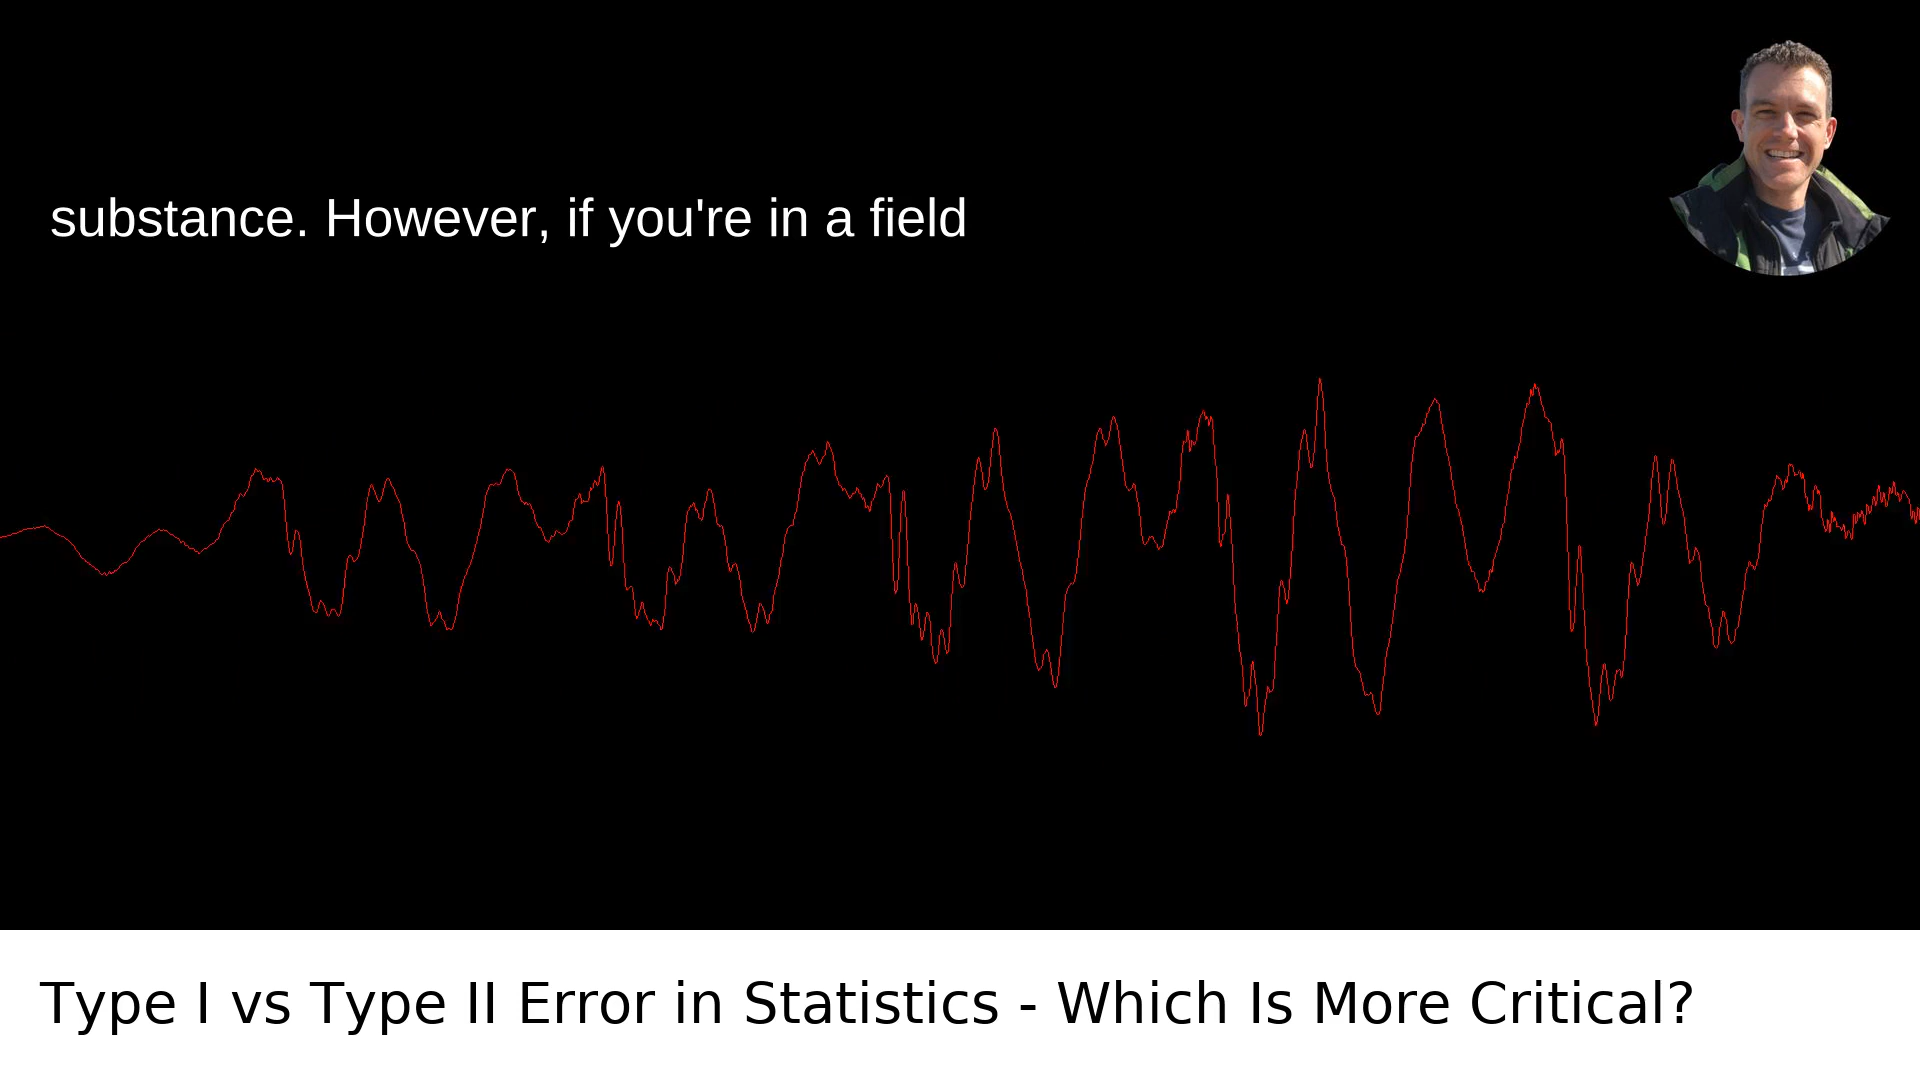 substance. However, if you're in a field
Type I vs Type II Error in Statistics - Which Is More Critical?